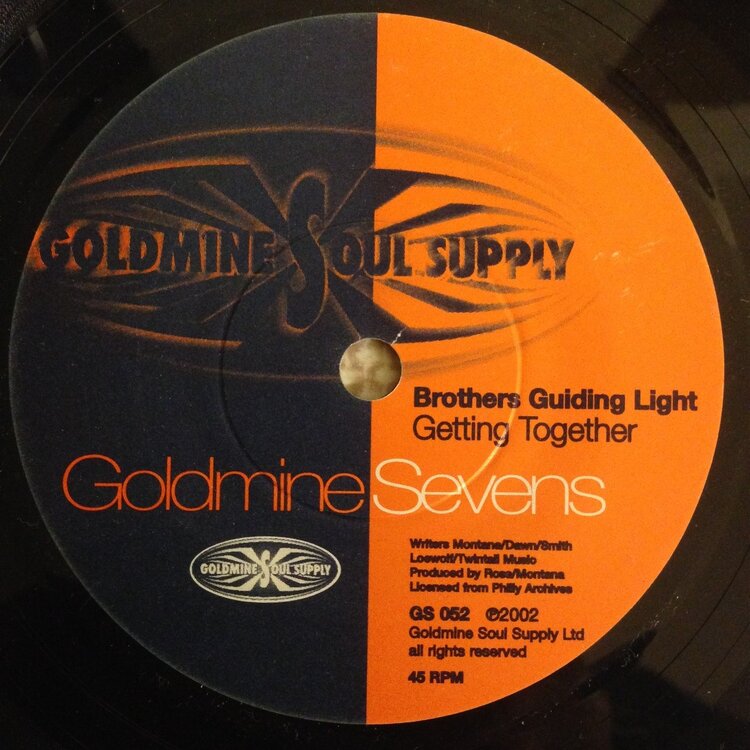 GOLDMINE SOUL SUPPLY
Brothers Guiding Light
Getting Together
Goldmine Sevens
GOLDMINE SOUL SUPPLY
Writers Montana/Dawn/Smith
Loewolf/Twintail Music
Produced by Rosa/Montana
Licensed from Philly Archives
GS 052 ℗2002
Goldmine Soul Supply Ltd
all rights reserved
45 RPM